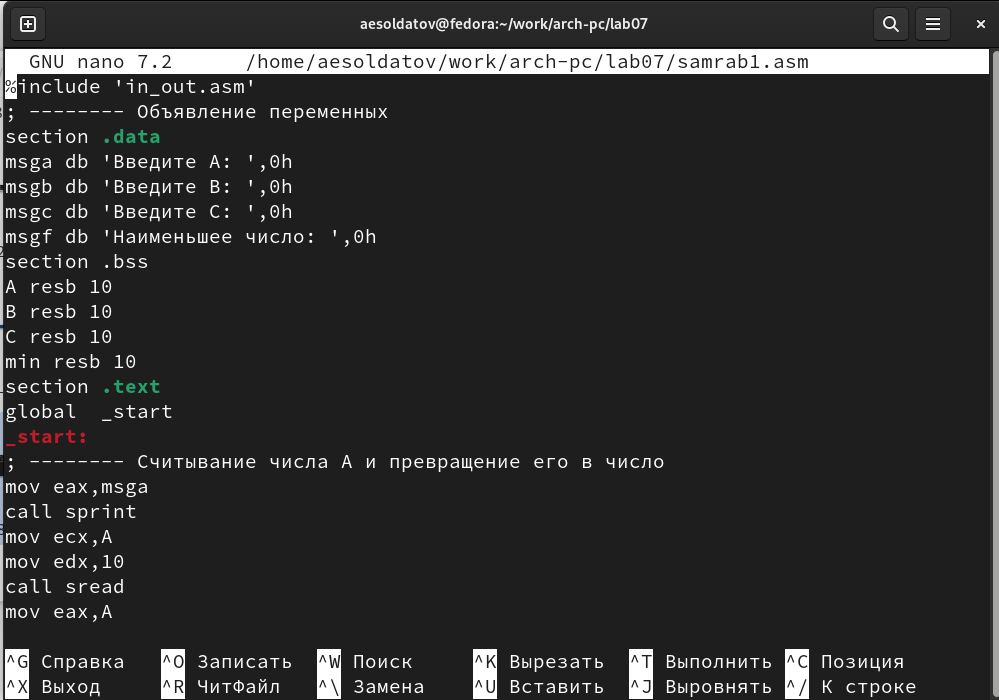 aesoldatov@fedora:~/work/arch-pc/lab07
GNU nano 7.2 /home/aesoldatov/work/arch-pc/lab07/samrab1.asm
%include 'in_out.asm'
; -------- Объявление переменных
section .data
msga db 'Введите A: ',0h
msgb db 'Введите B: ',0h
msgc db 'Введите C: ',0h
msgf db 'Наименьшее число: ',0h
section .bss
A resb 10
B resb 10
C resb 10
min resb 10
section .text
global  _start
_start:
; -------- Считывание числа A и превращение его в число
mov eax,msga
call sprint
mov ecx,A
mov edx,10
call sread
mov eax,A
^G Справка ^O Записать ^W Поиск ^K Вырезать ^T Выполнить ^C Позиция
^X Выход ^R ЧитФайл ^\ Замена ^U Вставить ^J Выровнять ^/ К строке